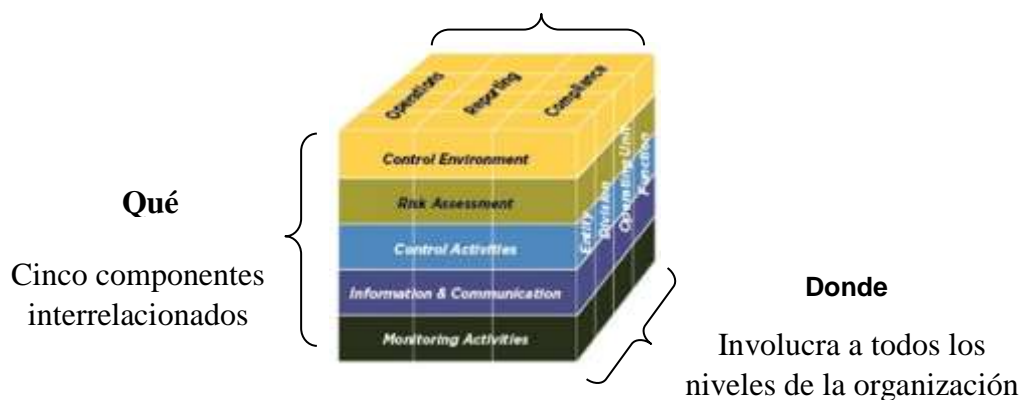 Operations
Reporting
Compliance
Control Environment
Risk Assessment
Control Activities
Information & Communication
Monitoring Activities
Entity
Division
Operating Unit
Function
Qué
Cinco componentes
interrelacionados
Donde
Involucra a todos los
niveles de la organización